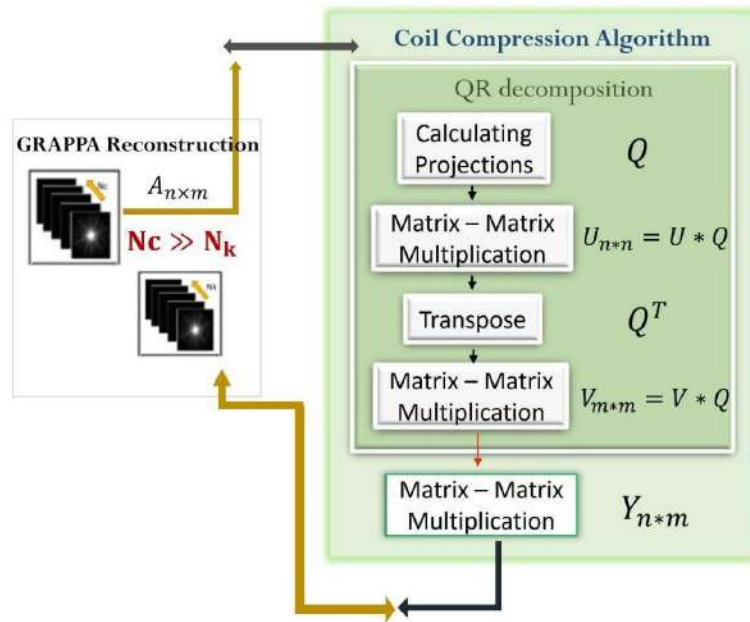 Coil Compression Algorithm
QR decomposition
GRAPPA Reconstruction
Nc
A_{n×m}
Nc ≫ N_k
Calculating
Projections
Q
Matrix – Matrix
Multiplication
U_{n*n} = U * Q
Transpose
Q^T
Matrix – Matrix
Multiplication
V_{m*m} = V * Q
Matrix – Matrix
Multiplication
Y_{n*m}